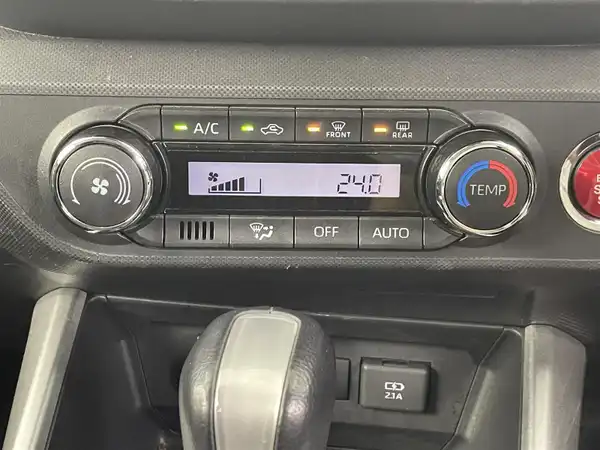 A/C
FRONT
REAR
24.0
TEMP
OFF
AUTO
2.1A